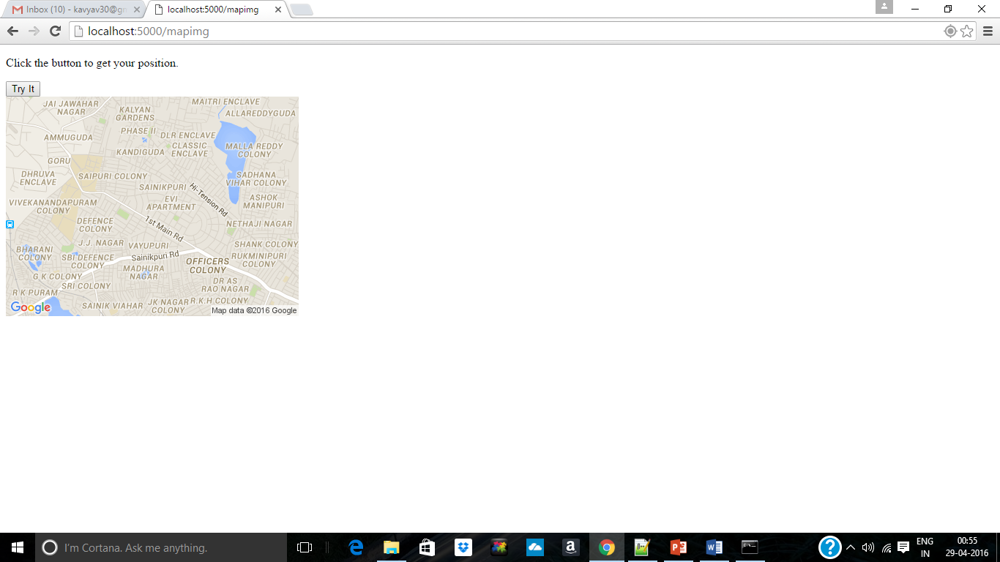 Inbox (10) - kavyav30@gm
localhost:5000/mapimg
localhost:5000/mapimg
Click the button to get your position.
Try It
MAITRI ENCLAVE
JAI JAWAHAR
NAGAR
KALYAN
GARDENS
ALLAREDDYGUDA
PHASE II
DLR ENCLAVE
AMMUGUDA
CLASSIC
ENCLAVE
MALLA REDDY
COLONY
KANDIGUDA
GORU
DHRUVA
ENCLAVE
SAIPURI COLONY
SADHANA
VIHAR COLONY
SAINIKPURI
Hi-Tension Rd
EVI
APARTMENT
ASHOK
MANIPURI
VIVEKANANDAPURAM
COLONY
DEFENCE
COLONY
1st Main Rd
NETHAJI NAGAR
J.J. NAGAR
VAYUPURI
SHANK COLONY
BHARANI
COLONY
SBI DEFENCE
COLONY
Sainikpuri Rd
OFFICERS
COLONY
RUKMINIPURI
COLONY
MADHURA
NAGAR
G K COLONY
SRI COLONY
DR AS
RAO NAGAR
R K PURAM
SAINIK VIAHAR
JK NAGAR
COLONY
R.K.H COLONY
Google
Map data ©2016 Google
I'm Cortana. Ask me anything.
ENG
IN
00:55
29-04-2016